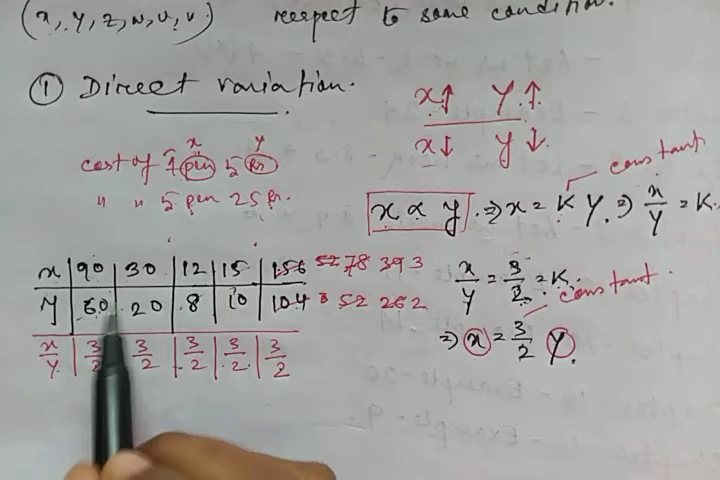 (x, y, z, w, u, v) respect to some condition.
① Direct variation.
x↑ y↑
x↓ y↓
x y
cost of 1 pen 5 Rs
" " 5 pen 25 Rs.
constant
x ∝ y ⇒ x = K y. ⇒ x/y = K.
x | 90 | 30 | 12 | 15 | 156 52 78 393
y | 60 | 20 | 8 | 10 | 104 52 262
x/y | 3/2 | 3/2 | 3/2 | 3/2 | 3/2
x/y = 3/2 = K.
constant.
⇒ x = 3/2 y.